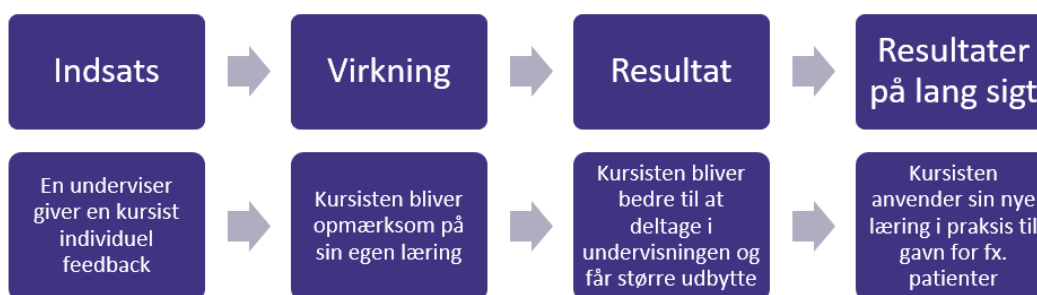 Indsats
Virkning
Resultat
Resultater
på lang sigt
En underviser
giver en kursist
individuel
feedback
Kursisten bliver
opmærksom på
sin egen læring
Kursisten bliver
bedre til at
deltage i
undervisningen og
får større udbytte
Kursisten
anvender sin nye
læring i praksis til
gavn for fx.
patienter